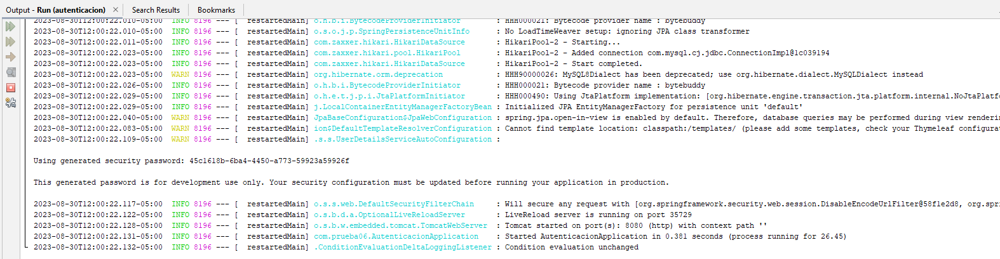 Output - Run (autenticacion) × Search Results Bookmarks
2023-08-30T12:00:22.010-05:00 INFO 8196 --- [ restartedMain] o.h.b.i.BytecodeProviderInitiator : HHH000021: Bytecode provider name : bytebuddy
2023-08-30T12:00:22.010-05:00 INFO 8196 --- [ restartedMain] o.s.o.j.p.SpringPersistenceUnitInfo : No LoadTimeWeaver setup: ignoring JPA class transformer
2023-08-30T12:00:22.011-05:00 INFO 8196 --- [ restartedMain] com.zaxxer.hikari.HikariDataSource : HikariPool-2 - Starting...
2023-08-30T12:00:22.023-05:00 INFO 8196 --- [ restartedMain] com.zaxxer.hikari.pool.HikariPool : HikariPool-2 - Added connection com.mysql.cj.jdbc.ConnectionImpl@1c039194
2023-08-30T12:00:22.023-05:00 INFO 8196 --- [ restartedMain] com.zaxxer.hikari.HikariDataSource : HikariPool-2 - Start completed.
2023-08-30T12:00:22.023-05:00 WARN 8196 --- [ restartedMain] org.hibernate.orm.deprecation : HHH90000026: MySQL8Dialect has been deprecated; use org.hibernate.dialect.MySQLDialect instead
2023-08-30T12:00:22.026-05:00 INFO 8196 --- [ restartedMain] o.h.b.i.BytecodeProviderInitiator : HHH000021: Bytecode provider name : bytebuddy
2023-08-30T12:00:22.029-05:00 INFO 8196 --- [ restartedMain] o.h.e.t.j.p.i.JtaPlatformInitiator : HHH000490: Using JtaPlatform implementation: [org.hibernate.engine.transaction.jta.platform.internal.NoJtaPlatfo
2023-08-30T12:00:22.029-05:00 INFO 8196 --- [ restartedMain] j.LocalContainerEntityManagerFactoryBean : Initialized JPA EntityManagerFactory for persistence unit 'default'
2023-08-30T12:00:22.040-05:00 WARN 8196 --- [ restartedMain] JpaBaseConfiguration$JpaWebConfiguration : spring.jpa.open-in-view is enabled by default. Therefore, database queries may be performed during view renderin
2023-08-30T12:00:22.083-05:00 WARN 8196 --- [ restartedMain] ion$DefaultTemplateResolverConfiguration : Cannot find template location: classpath:/templates/ (please add some templates, check your Thymeleaf configurat
2023-08-30T12:00:22.109-05:00 WARN 8196 --- [ restartedMain] .s.s.UserDetailsServiceAutoConfiguration :
Using generated security password: 45c1618b-6ba4-4450-a773-59923a59926f
This generated password is for development use only. Your security configuration must be updated before running your application in production.
2023-08-30T12:00:22.117-05:00 INFO 8196 --- [ restartedMain] o.s.s.web.DefaultSecurityFilterChain : Will secure any request with [org.springframework.security.web.session.DisableEncodeUrlFilter@58f1e2d8, org.spri
2023-08-30T12:00:22.122-05:00 INFO 8196 --- [ restartedMain] o.s.b.d.a.OptionalLiveReloadServer : LiveReload server is running on port 35729
2023-08-30T12:00:22.128-05:00 INFO 8196 --- [ restartedMain] o.s.b.w.embedded.tomcat.TomcatWebServer : Tomcat started on port(s): 8080 (http) with context path ''
2023-08-30T12:00:22.131-05:00 INFO 8196 --- [ restartedMain] com.prueba06.AutenticacionApplication : Started AutenticacionApplication in 0.381 seconds (process running for 26.45)
2023-08-30T12:00:22.132-05:00 INFO 8196 --- [ restartedMain] .ConditionEvaluationDeltaLoggingListener : Condition evaluation unchanged